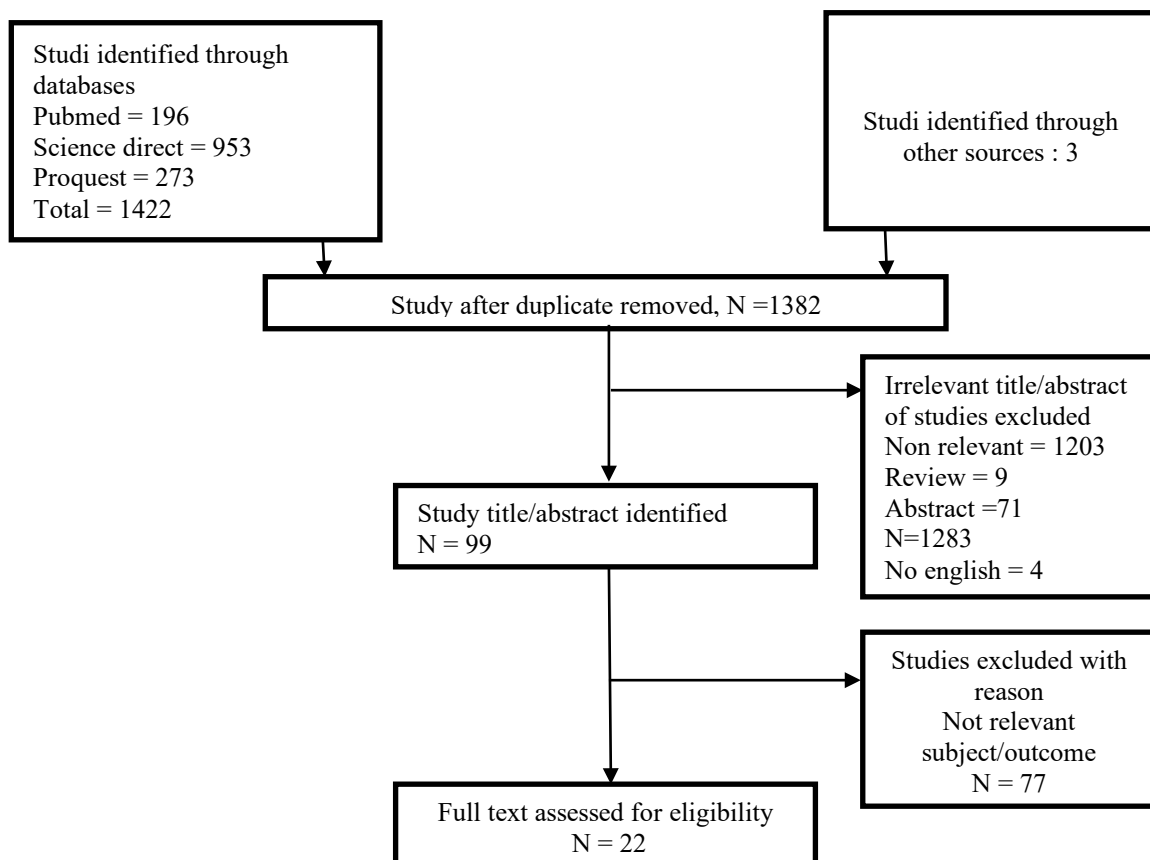 Studi identified through
databases
Pubmed = 196
Science direct = 953
Proquest = 273
Total = 1422
Studi identified through
other sources : 3
Study after duplicate removed, N =1382
Irrelevant title/abstract
of studies excluded
Non relevant = 1203
Review = 9
Abstract =71
N=1283
No english = 4
Study title/abstract identified
N = 99
Studies excluded with
reason
Not relevant
subject/outcome
N = 77
Full text assessed for eligibility
N = 22